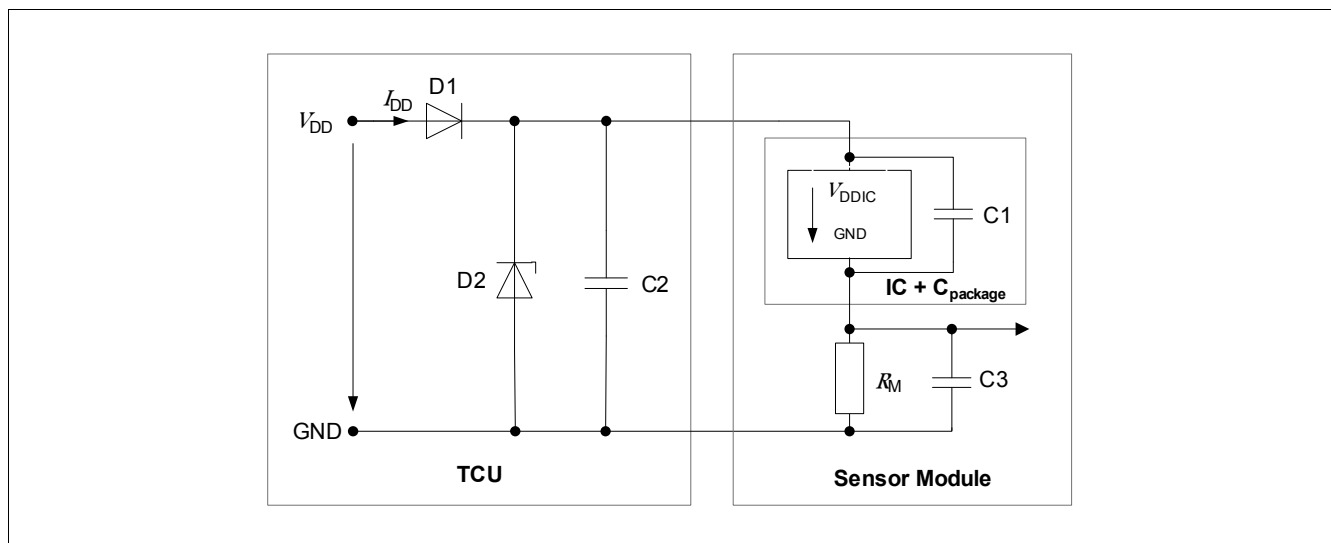 D1
I_DD
V_DD
V_DDIC
GND
C1
D2
C2
IC + C_package
R_M
C3
GND
TCU
Sensor Module